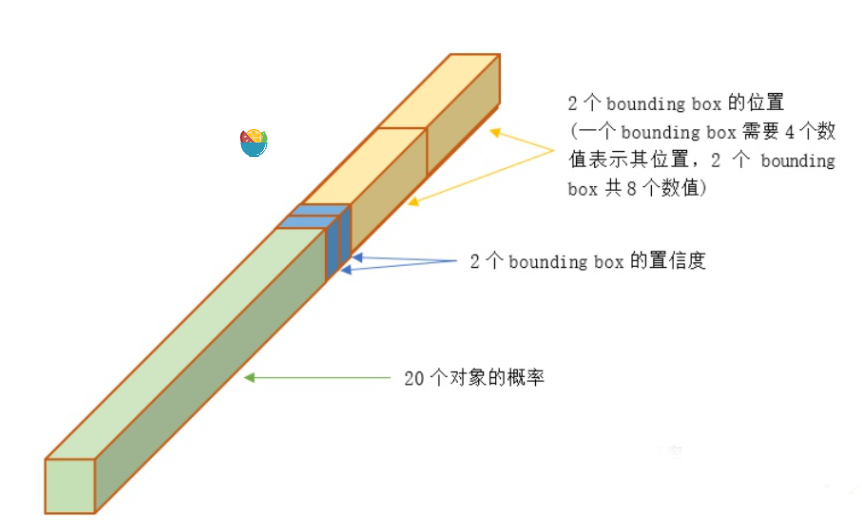 2 个 bounding box 的位置
(一个 bounding box 需要 4 个数
值表示其位置，2 个 bounding
box 共 8 个数值)
2 个 bounding box 的置信度
20 个对象的概率